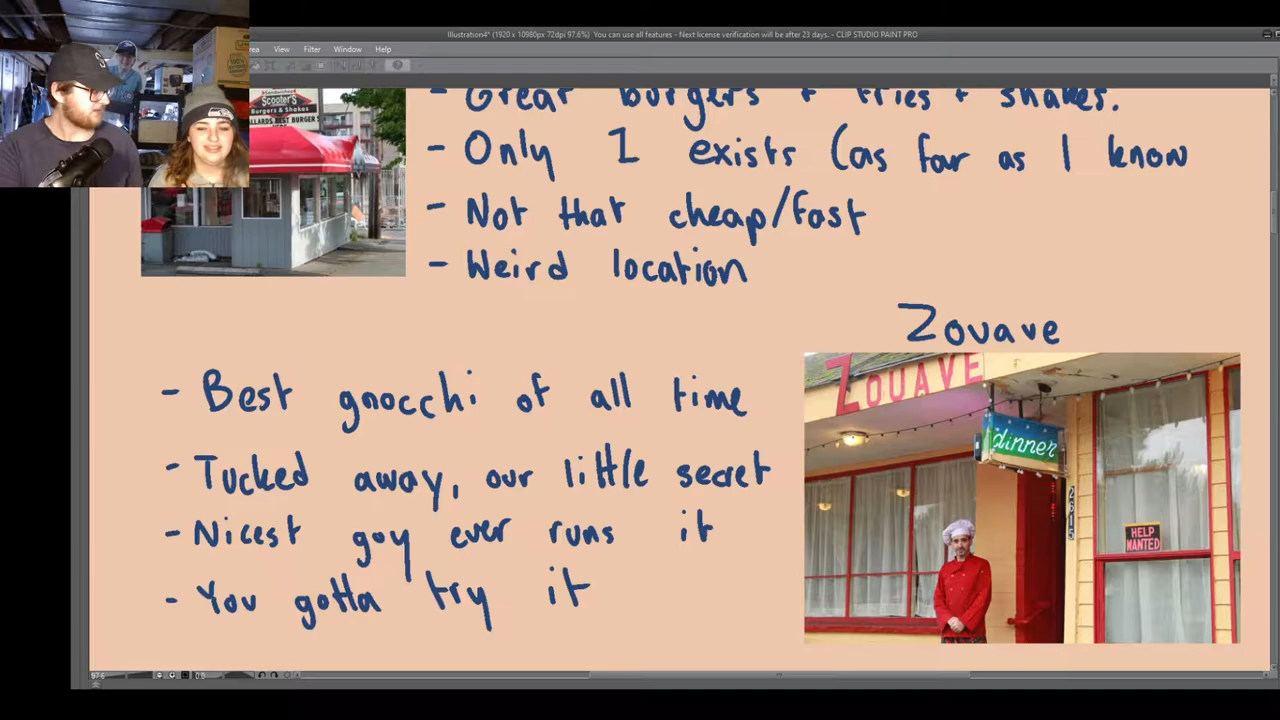 Illustration4* (1920 x 10980px 72dpi 97.6%) You can use all features - Next license verification will be after 23 days. - CLIP STUDIO PAINT PRO
View Filter Window Help
Scooter's
Burgers & Shakes
- Great burgers + fries + shakes.
- Only 1 exists (as far as I know
- Not that cheap/fast
- Weird location
Zouave
- Best gnocchi of all time
- Tucked away, our little secret
- Nicest guy ever runs it
- You gotta try it
ZOUAVE
dinner
2615
HELP
WANTED
97.6